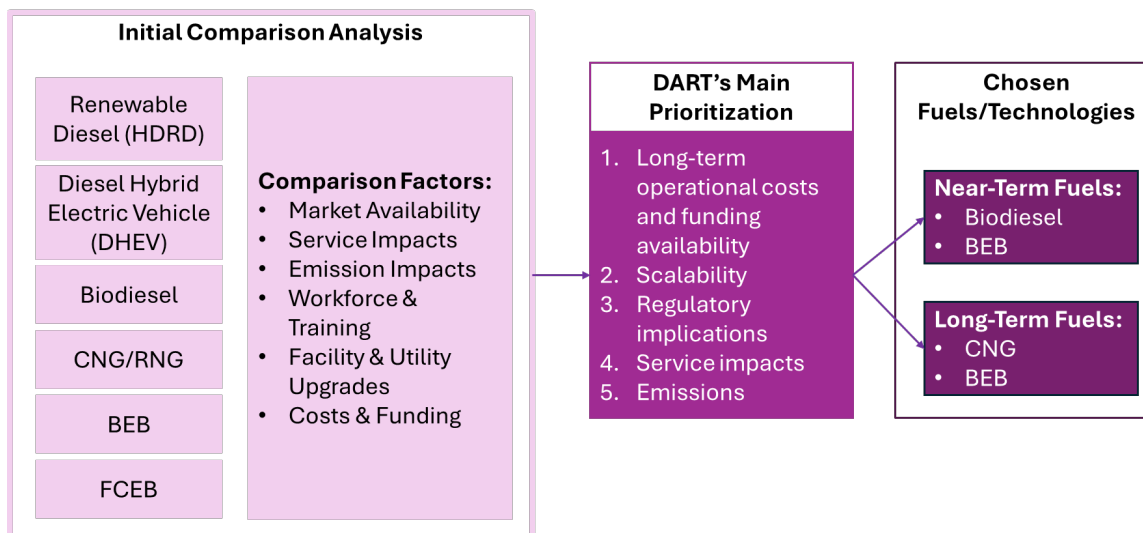 Initial Comparison Analysis
Renewable
Diesel (HDRD)
Diesel Hybrid
Electric Vehicle
(DHEV)
Biodiesel
CNG/RNG
BEB
FCEB
Comparison Factors:
• Market Availability
• Service Impacts
• Emission Impacts
• Workforce &
Training
• Facility & Utility
Upgrades
• Costs & Funding
DART’s Main
Prioritization
1. Long-term
operational costs
and funding
availability
2. Scalability
3. Regulatory
implications
4. Service impacts
5. Emissions
Chosen
Fuels/Technologies
Near-Term Fuels:
• Biodiesel
• BEB
Long-Term Fuels:
• CNG
• BEB